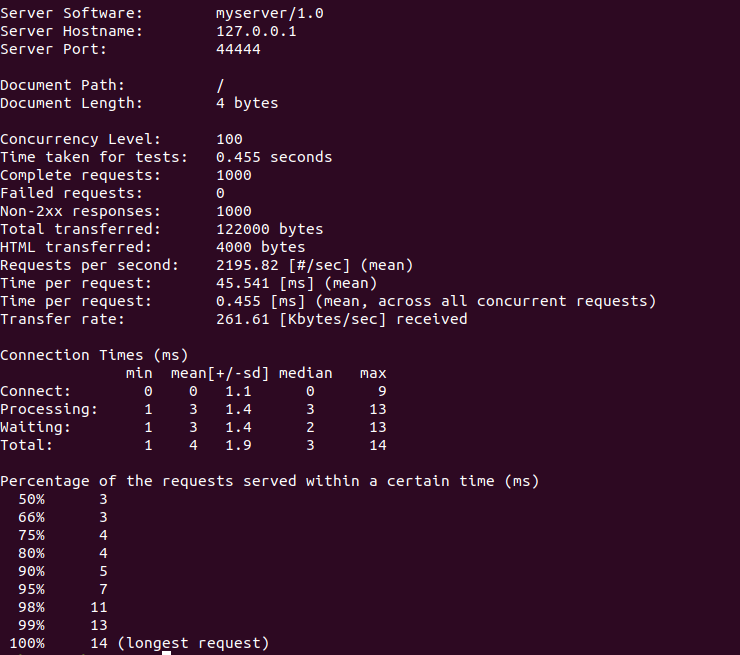 Server Software:        myserver/1.0
Server Hostname:        127.0.0.1
Server Port:            44444

Document Path:          /
Document Length:        4 bytes

Concurrency Level:      100
Time taken for tests:   0.455 seconds
Complete requests:      1000
Failed requests:        0
Non-2xx responses:      1000
Total transferred:      122000 bytes
HTML transferred:       4000 bytes
Requests per second:    2195.82 [#/sec] (mean)
Time per request:       45.541 [ms] (mean)
Time per request:       0.455 [ms] (mean, across all concurrent requests)
Transfer rate:          261.61 [Kbytes/sec] received

Connection Times (ms)
              min  mean[+/-sd] median   max
Connect:        0    0   1.1      0       9
Processing:     1    3   1.4      3      13
Waiting:        1    3   1.4      2      13
Total:          1    4   1.9      3      14

Percentage of the requests served within a certain time (ms)
  50%      3
  66%      3
  75%      4
  80%      4
  90%      5
  95%      7
  98%     11
  99%     13
 100%     14 (longest request)